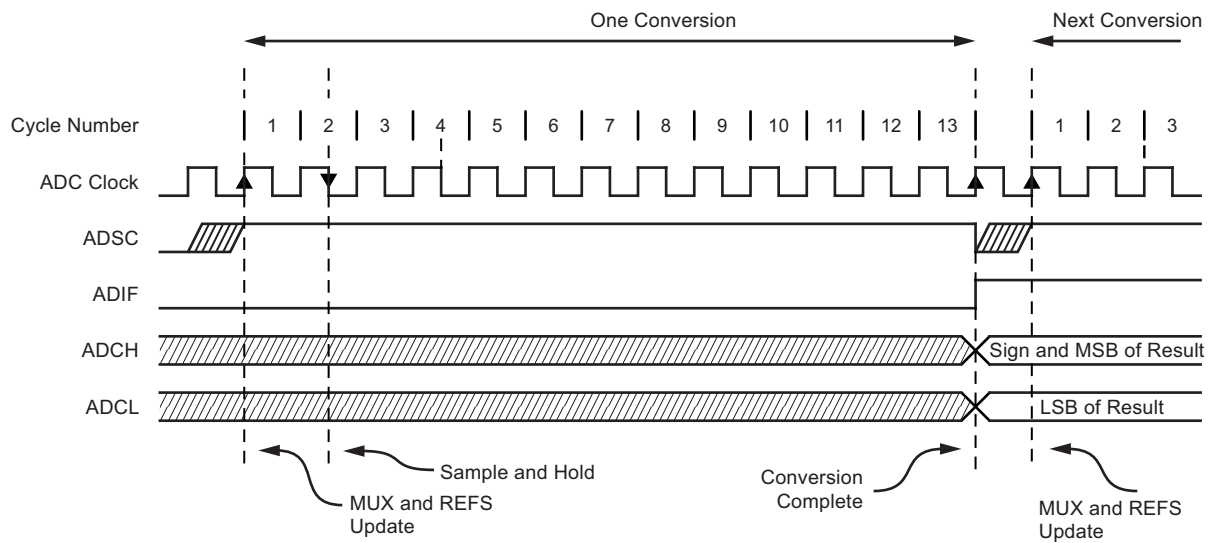 One Conversion
Next Conversion
Cycle Number
1 2 3 4 5 6 7 8 9 10 11 12 13 1 2 3
ADC Clock
ADSC
ADIF
ADCH
Sign and MSB of Result
ADCL
LSB of Result
Sample and Hold
MUX and REFS
Update
Conversion
Complete
MUX and REFS
Update